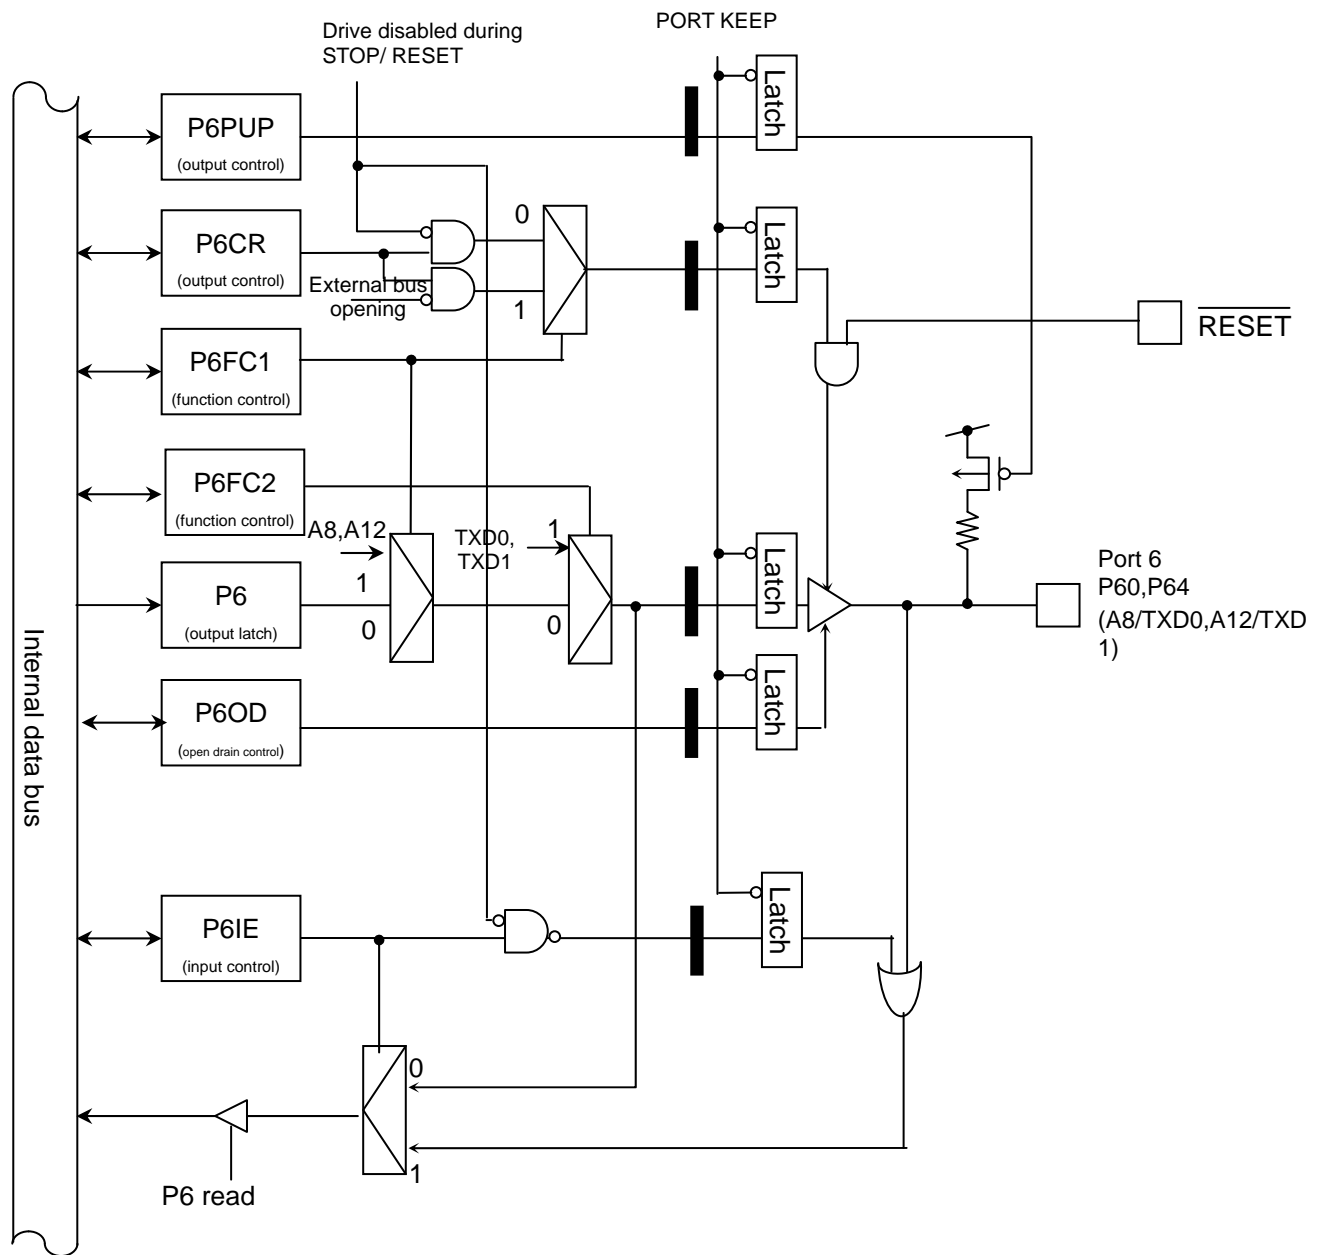 PORT KEEP
Drive disabled during
STOP/ RESET
Latch
P6PUP
(output control)
0
Latch
P6CR
(output control)
External bus
opening
1
RESET
P6FC1
(function control)
P6FC2
(function control)
A8,A12
TXD0,
TXD1
1
Latch
Port 6
P60,P64
(A8/TXD0,A12/TXD
1)
P6
(output latch)
1
0
0
Internal data bus
P6OD
(open drain control)
Latch
P6IE
(input control)
Latch
0
1
P6 read